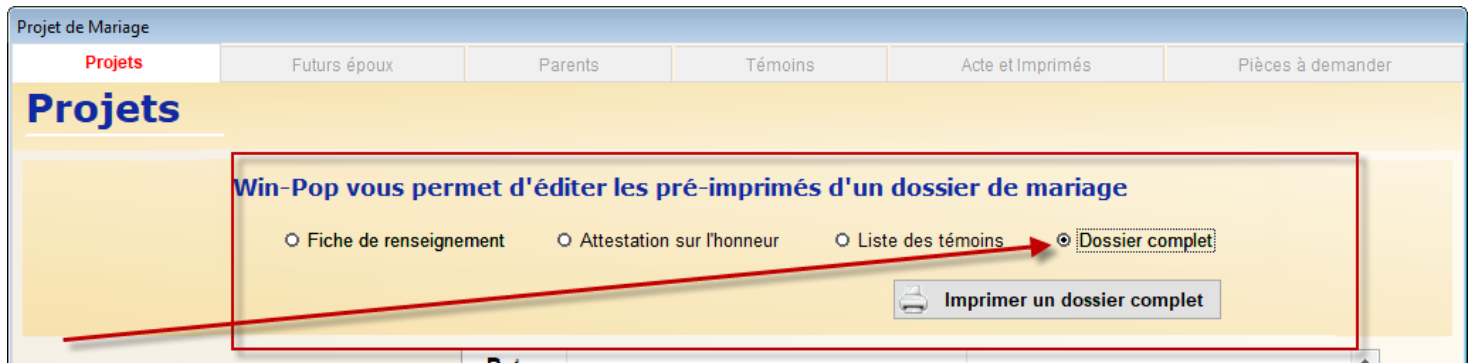 Projet de Mariage
Projets Futurs époux Parents Témoins Acte et Imprimés Pièces à demander
Projets
Win-Pop vous permet d'éditer les pré-imprimés d'un dossier de mariage
Fiche de renseignement Attestation sur l'honneur Liste des témoins Dossier complet
Imprimer un dossier complet